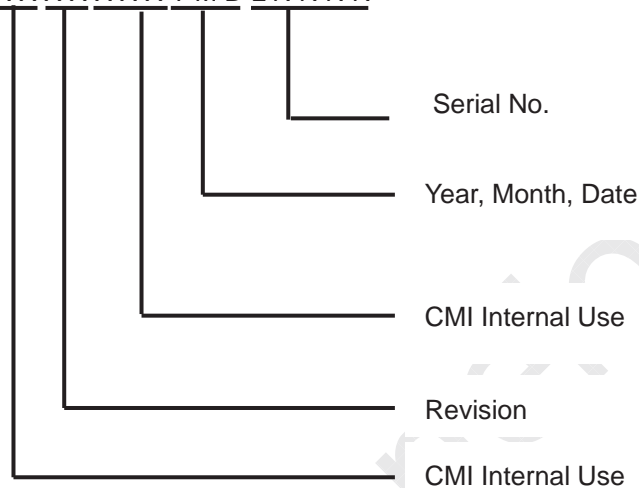 Serial No.
Year, Month, Date
CMI Internal Use
Revision
CMI Internal Use